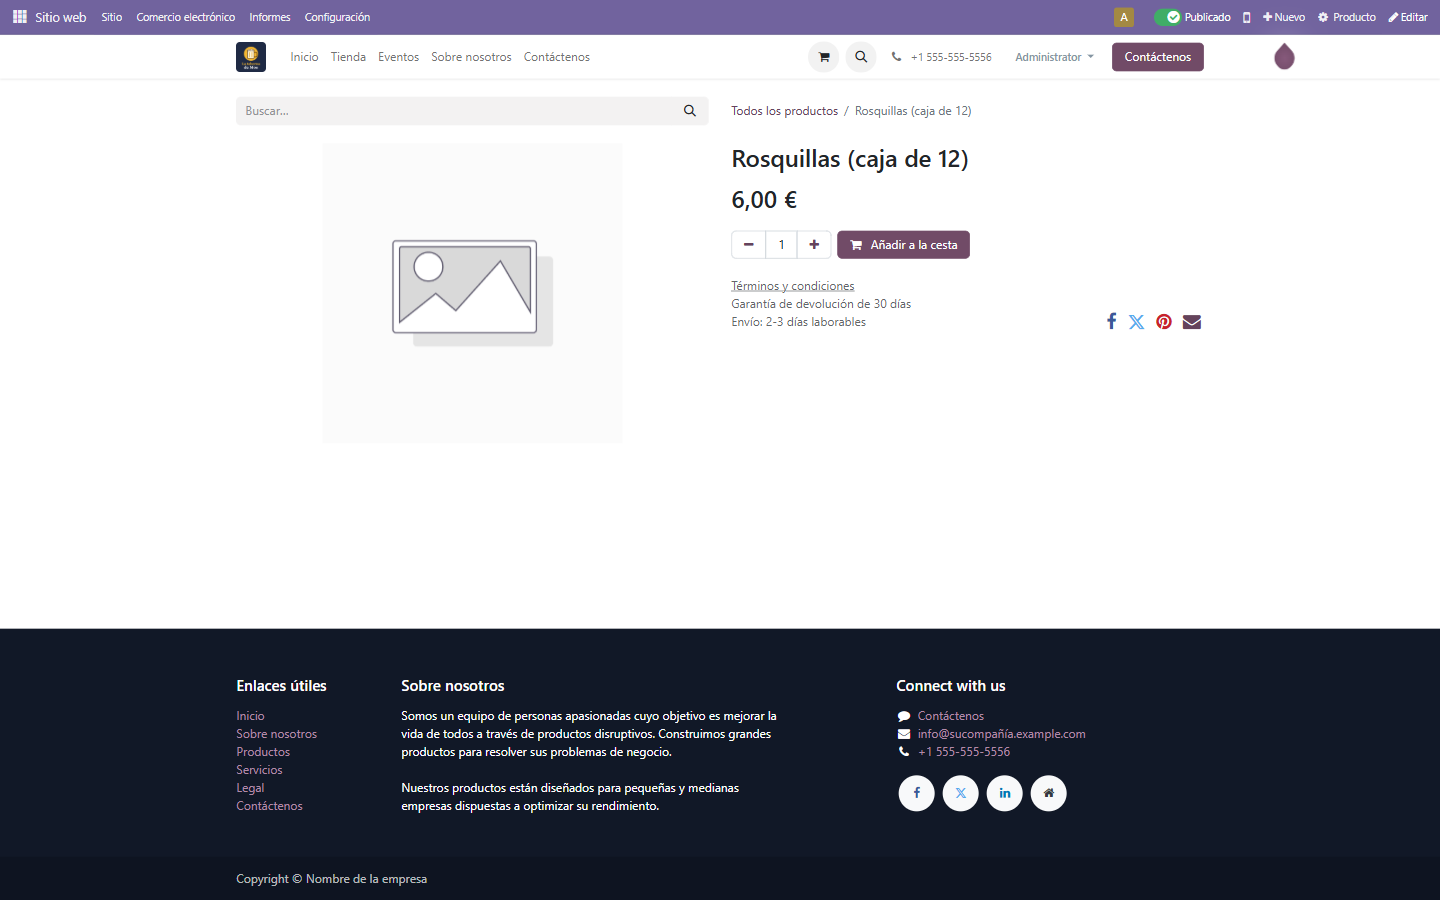 Sitio web Sitio Comercio electrónico Informes Configuración A Publicado Nuevo Producto Editar
Inicio Tienda Eventos Sobre nosotros Contáctenos +1 555-555-5556 Administrator Contáctenos
Buscar...
Todos los productos / Rosquillas (caja de 12)
Rosquillas (caja de 12)
6,00 €
1 Añadir a la cesta
Términos y condiciones
Garantía de devolución de 30 días
Envío: 2-3 días laborables
Enlaces útiles
Inicio
Sobre nosotros
Productos
Servicios
Legal
Contáctenos
Sobre nosotros
Somos un equipo de personas apasionadas cuyo objetivo es mejorar la
vida de todos a través de productos disruptivos. Construimos grandes
productos para resolver sus problemas de negocio.
Nuestros productos están diseñados para pequeñas y medianas
empresas dispuestas a optimizar su rendimiento.
Connect with us
Contáctenos
info@sucompañía.example.com
+1 555-555-5556
Copyright © Nombre de la empresa